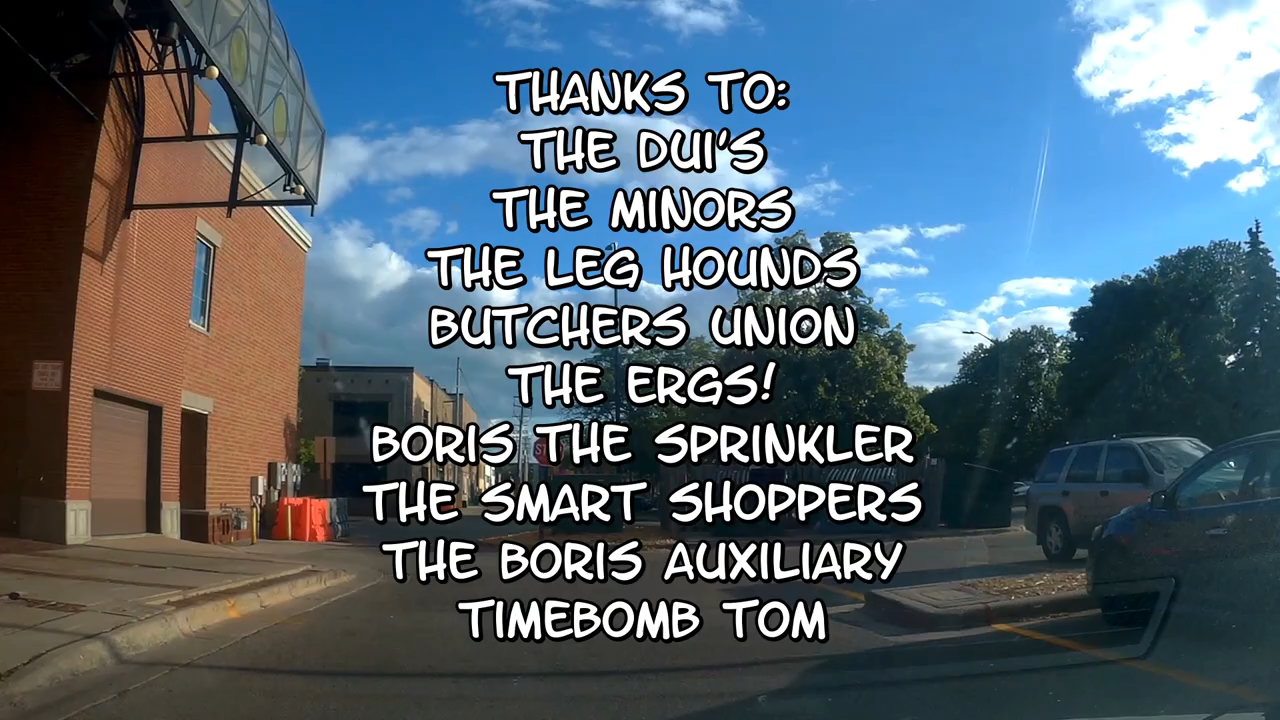 THANKS TO:
THE DUI'S
THE MINORS
THE LEG HOUNDS
BUTCHERS UNION
THE ERGS!
BORIS THE SPRINKLER
THE SMART SHOPPERS
THE BORIS AUXILIARY
TIMEBOMB TOM